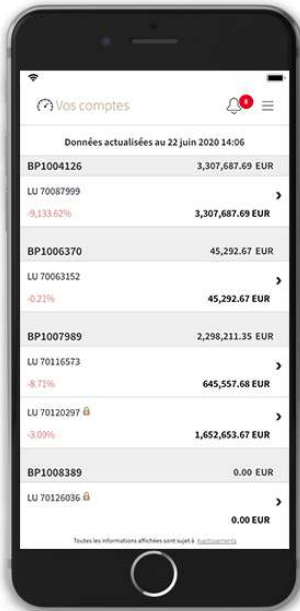 Vos comptes
Données actualisées au 22 juin 2020 14:06
BP1004126 3,307,687.69 EUR
LU 70087999
-9,133.62% 3,307,687.69 EUR
BP1006370 45,292.67 EUR
LU 70063152
-0.21% 45,292.67 EUR
BP1007989 2,298,211.35 EUR
LU 70116573
-8.71% 645,557.68 EUR
LU 70120297
-3.09% 1,652,653.67 EUR
BP1008389 0.00 EUR
LU 70126036
0.00 EUR
Toutes les informations affichées sont sujet à Avertissements